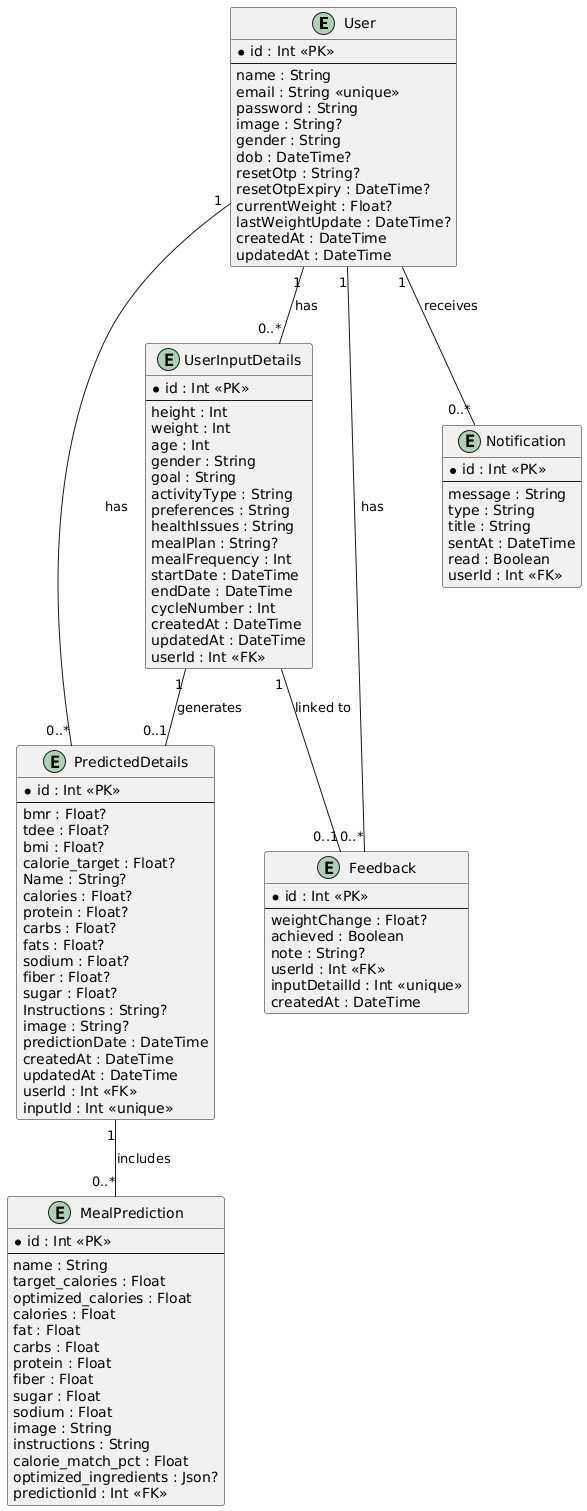 E User
* id : Int «PK»
name : String
email : String «unique»
password : String
image : String?
gender : String
dob : DateTime?
resetOtp : String?
resetOtpExpiry : DateTime?
currentWeight : Float?
lastWeightUpdate : DateTime?
createdAt : DateTime
updatedAt : DateTime
1
1
1
1
has
receives
0..*
E UserInputDetails
* id : Int «PK»
height : Int
weight : Int
age : Int
gender : String
goal : String
activityType : String
preferences : String
healthIssues : String
mealPlan : String?
mealFrequency : Int
startDate : DateTime
endDate : DateTime
cycleNumber : Int
createdAt : DateTime
updatedAt : DateTime
userId : Int «FK»
0..*
E Notification
* id : Int «PK»
message : String
type : String
title : String
sentAt : DateTime
read : Boolean
userId : Int «FK»
has
has
1
1
generates
linked to
0..*
0..1
E PredictedDetails
* id : Int «PK»
bmr : Float?
tdee : Float?
bmi : Float?
calorie_target : Float?
Name : String?
calories : Float?
protein : Float?
carbs : Float?
fats : Float?
sodium : Float?
fiber : Float?
sugar : Float?
Instructions : String?
image : String?
predictionDate : DateTime
createdAt : DateTime
updatedAt : DateTime
userId : Int «FK»
inputId : Int «unique»
0..1
0..*
E Feedback
* id : Int «PK»
weightChange : Float?
achieved : Boolean
note : String?
userId : Int «FK»
inputDetailId : Int «unique»
createdAt : DateTime
1
includes
0..*
E MealPrediction
* id : Int «PK»
name : String
target_calories : Float
optimized_calories : Float
calories : Float
fat : Float
carbs : Float
protein : Float
fiber : Float
sugar : Float
sodium : Float
image : String
instructions : String
calorie_match_pct : Float
optimized_ingredients : Json?
predictionId : Int «FK»